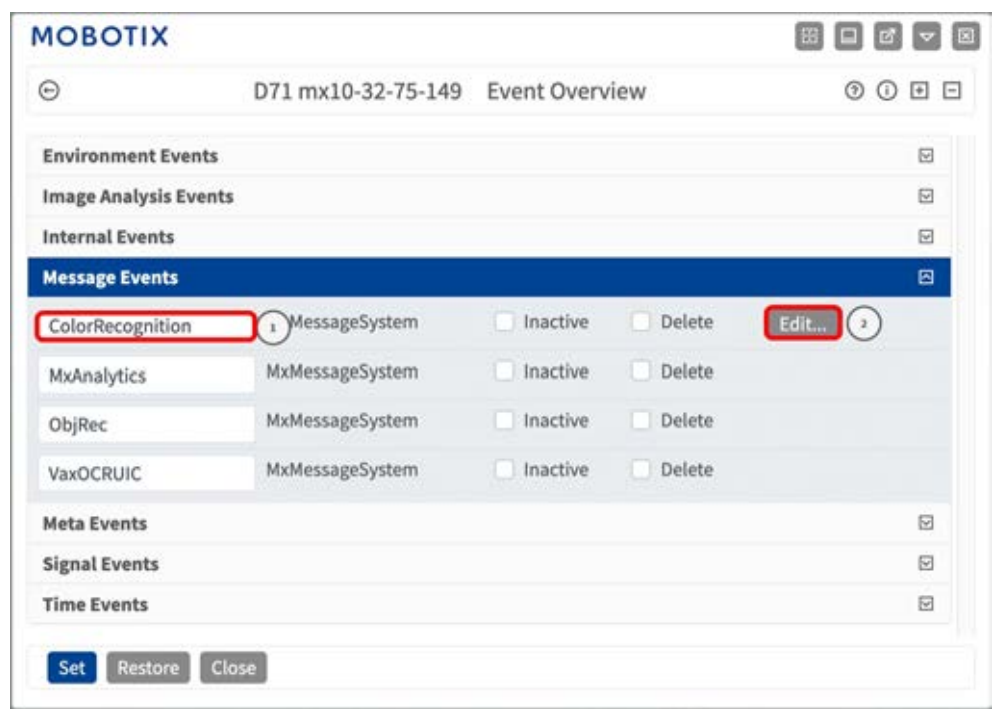 MOBOTIX
D71 mx10-32-75-149 Event Overview
Environment Events
Image Analysis Events
Internal Events
Message Events
ColorRecognition 1 MessageSystem Inactive Delete Edit... 2
MxAnalytics MxMessageSystem Inactive Delete
ObjRec MxMessageSystem Inactive Delete
VaxOCRUIC MxMessageSystem Inactive Delete
Meta Events
Signal Events
Time Events
Set Restore Close